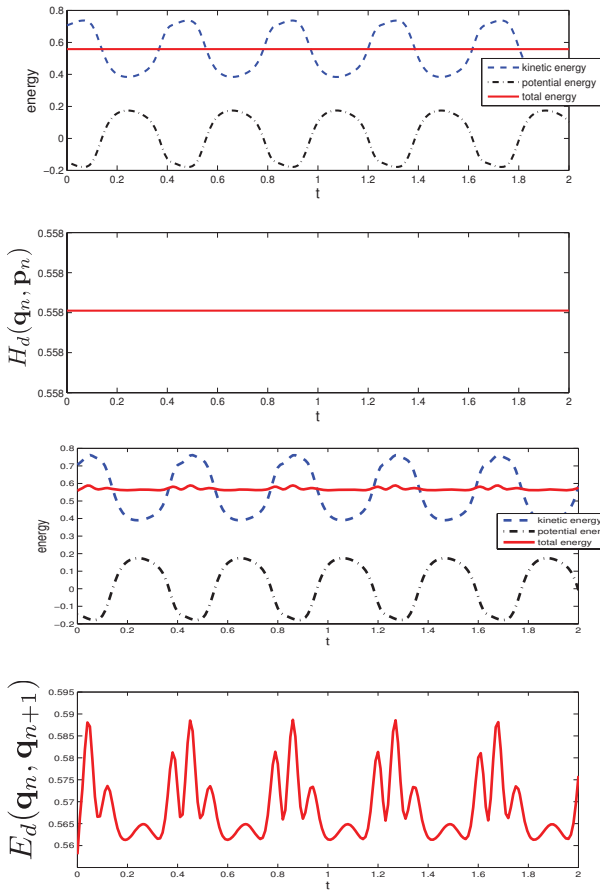 0.8
0.6
0.4
0.2
0
−0.2
energy
kinetic energy
potential energy
total energy
0 0.2 0.4 0.6 0.8 1 1.2 1.4 1.6 1.8 2
t
0.558
0.558
0.558
0.558
0.558
H_d(q_n, p_n)
0 0.2 0.4 0.6 0.8 1 1.2 1.4 1.6 1.8 2
t
0.8
0.7
0.6
0.5
0.4
0.3
0.2
0.1
0
−0.1
−0.2
energy
kinetic energy
potential ener
total energy
0 0.2 0.4 0.6 0.8 1 1.2 1.4 1.6 1.8 2
t
0.595
0.59
0.585
0.58
0.575
0.57
0.565
0.56
E_d(q_n, q_{n+1})
0 0.2 0.4 0.6 0.8 1 1.2 1.4 1.6 1.8 2
t